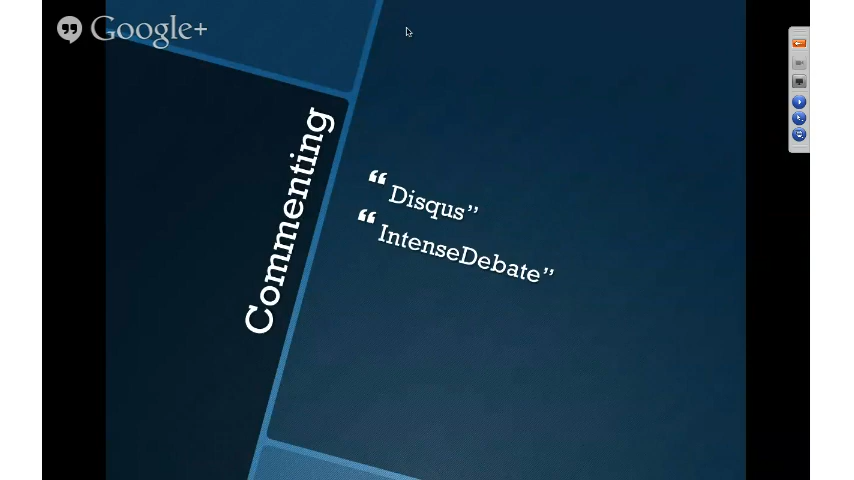 Google+
Commenting
“ Disqus”
“ IntenseDebate”